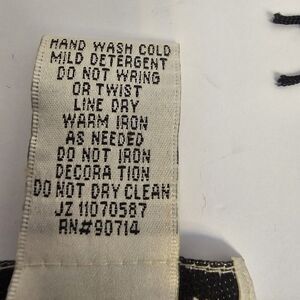 HAND WASH COLD
MILD DETERGENT
DO NOT WRING
OR TWIST
LINE DRY
WARM IRON
AS NEEDED
DO NOT IRON
DECORA TION
DO NOT DRY CLEAN
JZ 11070587
RN#90714